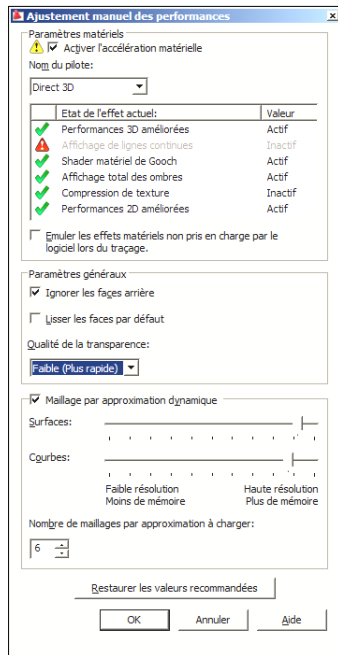 Ajustement manuel des performances
Paramètres matériels
Activer l'accélération matérielle
Nom du pilote:
Direct 3D
Etat de l'effet actuel: Valeur
Performances 3D améliorées Actif
Affichage de lignes continues Inactif
Shader matériel de Gooch Actif
Affichage total des ombres Actif
Compression de texture Inactif
Performances 2D améliorées Actif
Emuler les effets matériels non pris en charge par le
logiciel lors du traçage.
Paramètres généraux
Ignorer les faces arrière
Lisser les faces par défaut
Qualité de la transparence:
Faible (Plus rapide)
Maillage par approximation dynamique
Surfaces:
Courbes:
Faible résolution Haute résolution
Moins de mémoire Plus de mémoire
Nombre de maillages par approximation à charger:
6
Restaurer les valeurs recommandées
OK Annuler Aide